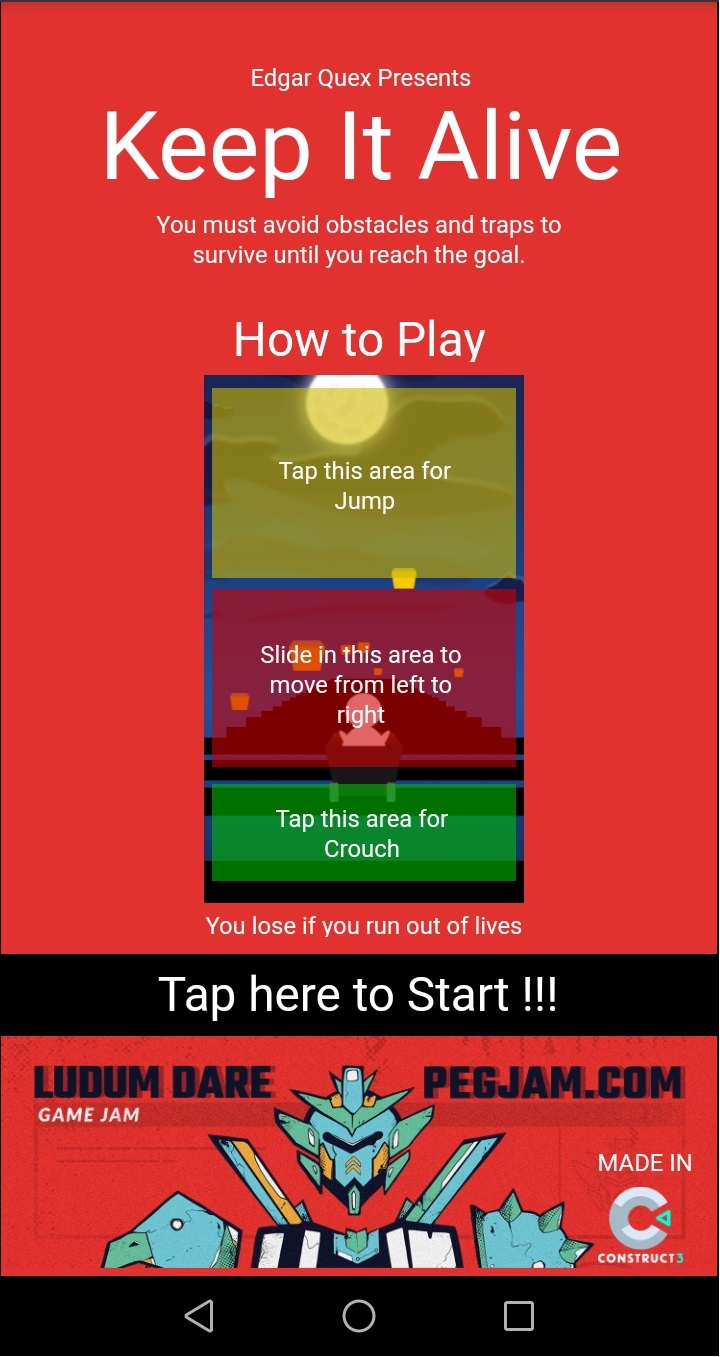 Edgar Quex Presents
Keep It Alive
You must avoid obstacles and traps to
survive until you reach the goal.
How to Play
Tap this area for
Jump
Slide in this area to
move from left to
right
Tap this area for
Crouch
You lose if you run out of lives
Tap here to Start !!!
LUDUM DARE
GAME JAM
PEGJAM.COM
MADE IN
CONSTRUCT3